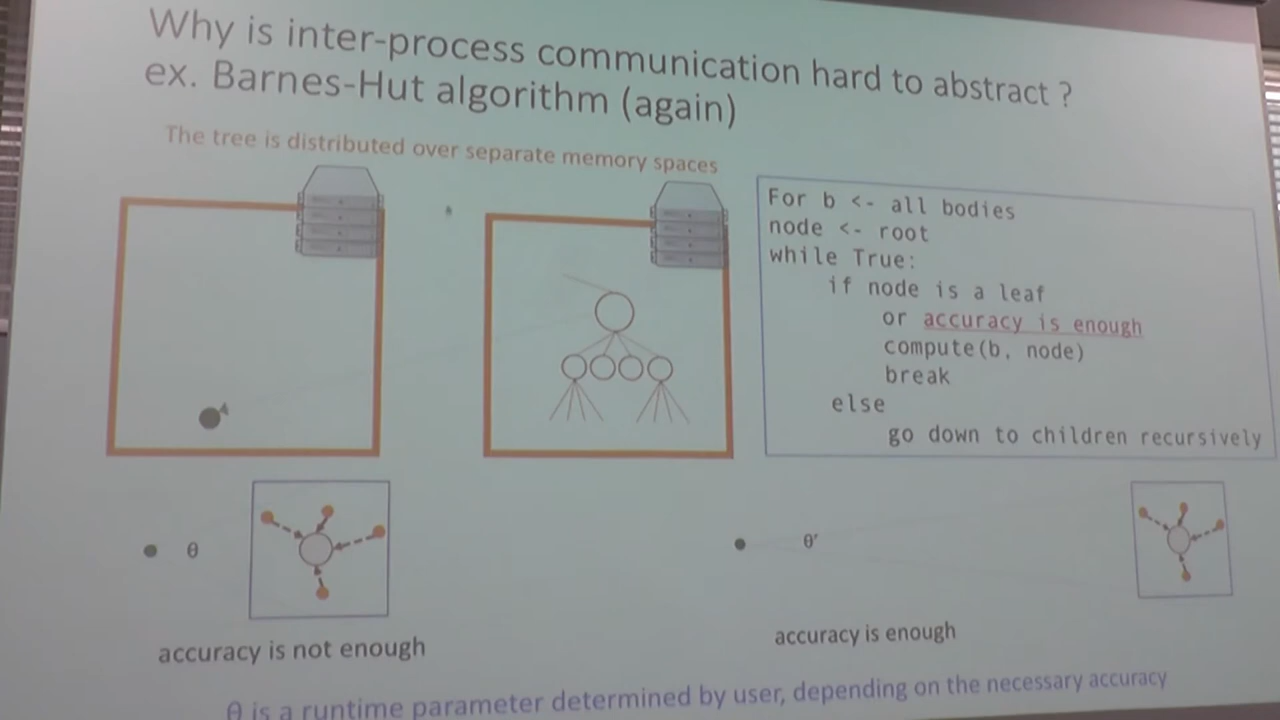 Why is inter-process communication hard to abstract ?
ex. Barnes-Hut algorithm (again)
The tree is distributed over separate memory spaces
For b <- all bodies
node <- root
while True:
if node is a leaf
or accuracy is enough
compute(b, node)
break
else
go down to children recursively
A
θ
θ'
accuracy is not enough
accuracy is enough
θ is a runtime parameter determined by user, depending on the necessary accuracy